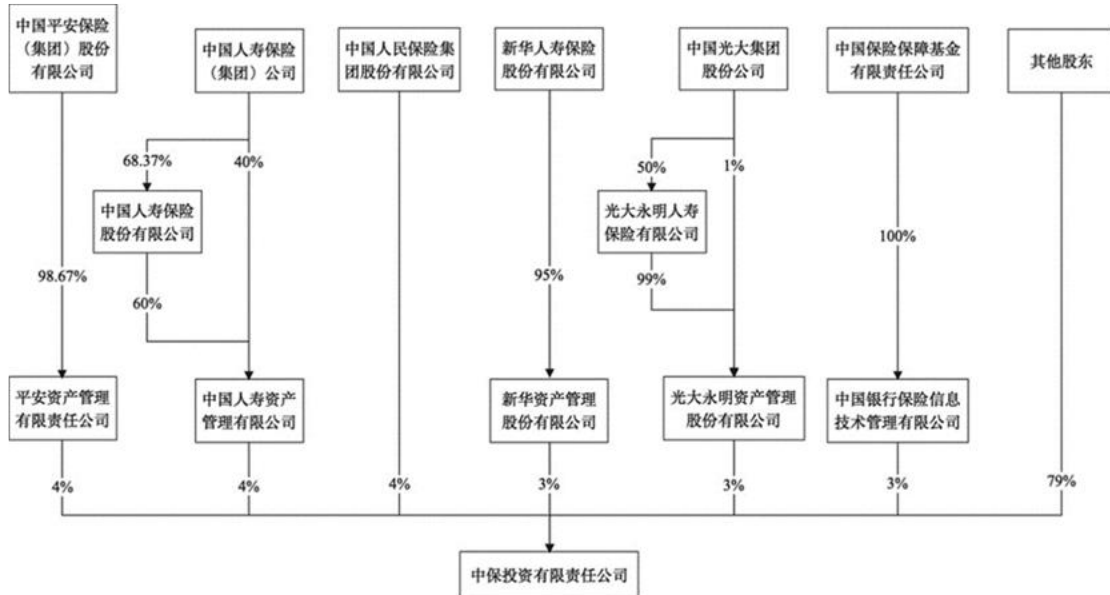 中国平安保险
（集团）股份
有限公司
中国人寿保险
（集团）公司
中国人民保险集
团股份有限公司
新华人寿保险
股份有限公司
中国光大集团
股份公司
中国保险保障基金
有限责任公司
其他股东
68.37%
40%
50%
1%
中国人寿保险
股份有限公司
光大永明人寿
保险有限公司
100%
98.67%
60%
95%
99%
平安资产管理
有限责任公司
中国人寿资产
管理有限公司
新华资产管理
股份有限公司
光大永明资产管理
股份有限公司
中国银行保险信息
技术管理有限公司
4%
4%
4%
3%
3%
3%
79%
中保投资有限责任公司